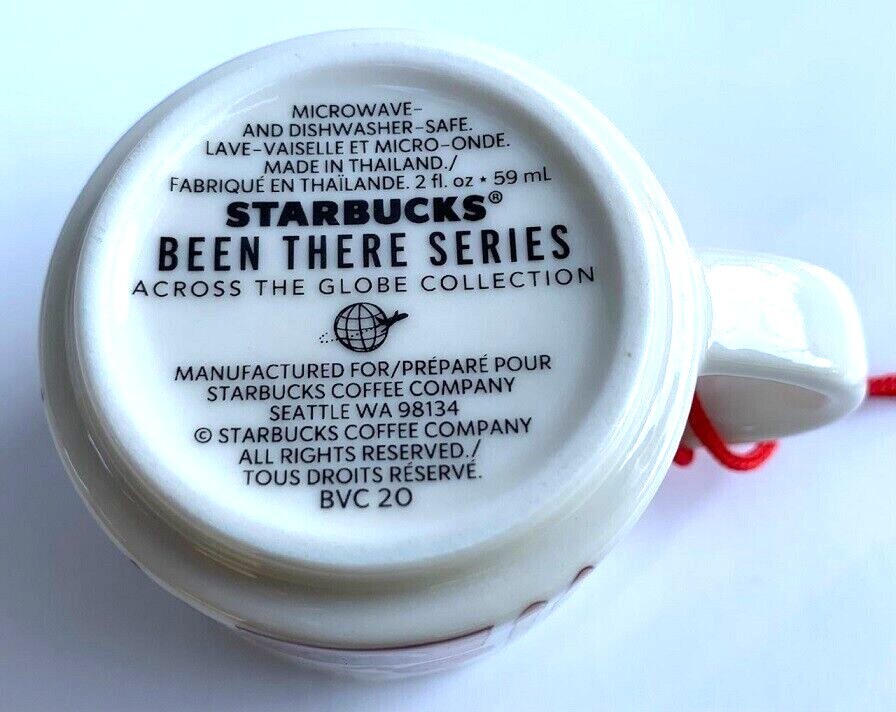 MICROWAVE-
AND DISHWASHER-SAFE.
LAVE-VAISELLE ET MICRO-ONDE.
MADE IN THAILAND./
FABRIQUÉ EN THAÏLANDE. 2 fl. oz ⋆ 59 mL
STARBUCKS®
BEEN THERE SERIES
ACROSS THE GLOBE COLLECTION
MANUFACTURED FOR/PRÉPARÉ POUR
STARBUCKS COFFEE COMPANY
SEATTLE WA 98134
© STARBUCKS COFFEE COMPANY
ALL RIGHTS RESERVED./
TOUS DROITS RÉSERVÉ.
BVC 20